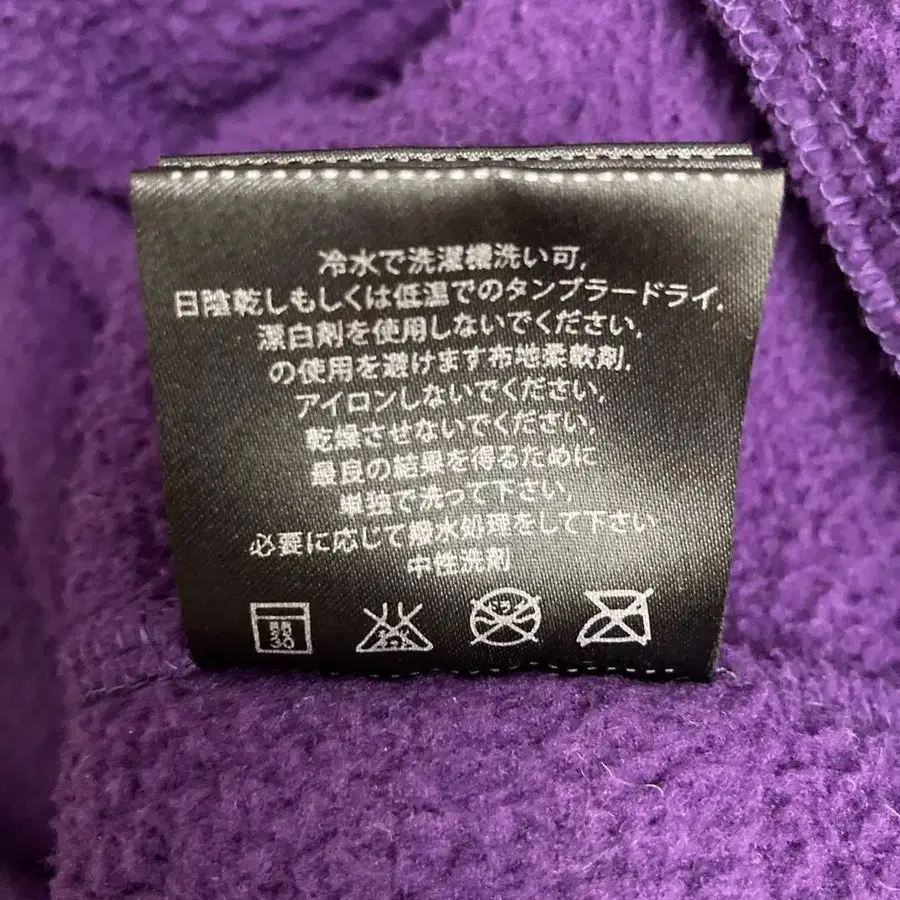 冷水で洗濯機洗い可,
日陰乾しもしくは低温でのタンブラードライ,
漂白剤を使用しないでください,
の使用を避けます布地柔軟剤,
アイロンしないでください,
乾燥させないでください,
最良の結果を得るために
単独で洗って下さい,
必要に応じて撥水処理をして下さい
中性洗剤
30
ドライ